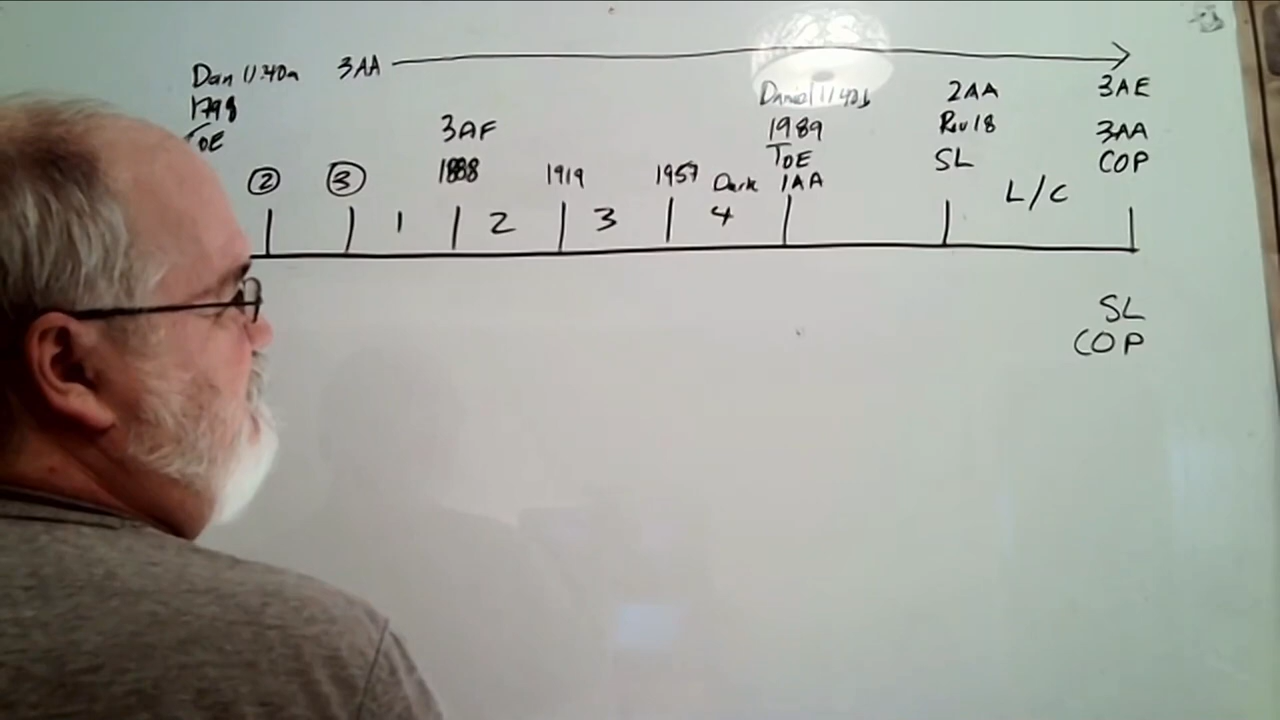 Dan 11:40a 3AA
1798
TOE
② ③
1
3AF
1888
2
1919
3
1957
Dark
4
Daniel 11:40b
1989
TOE
1AA
2AA
Rev 18
SL
L/C
3AE
3AA
COP
SL
COP